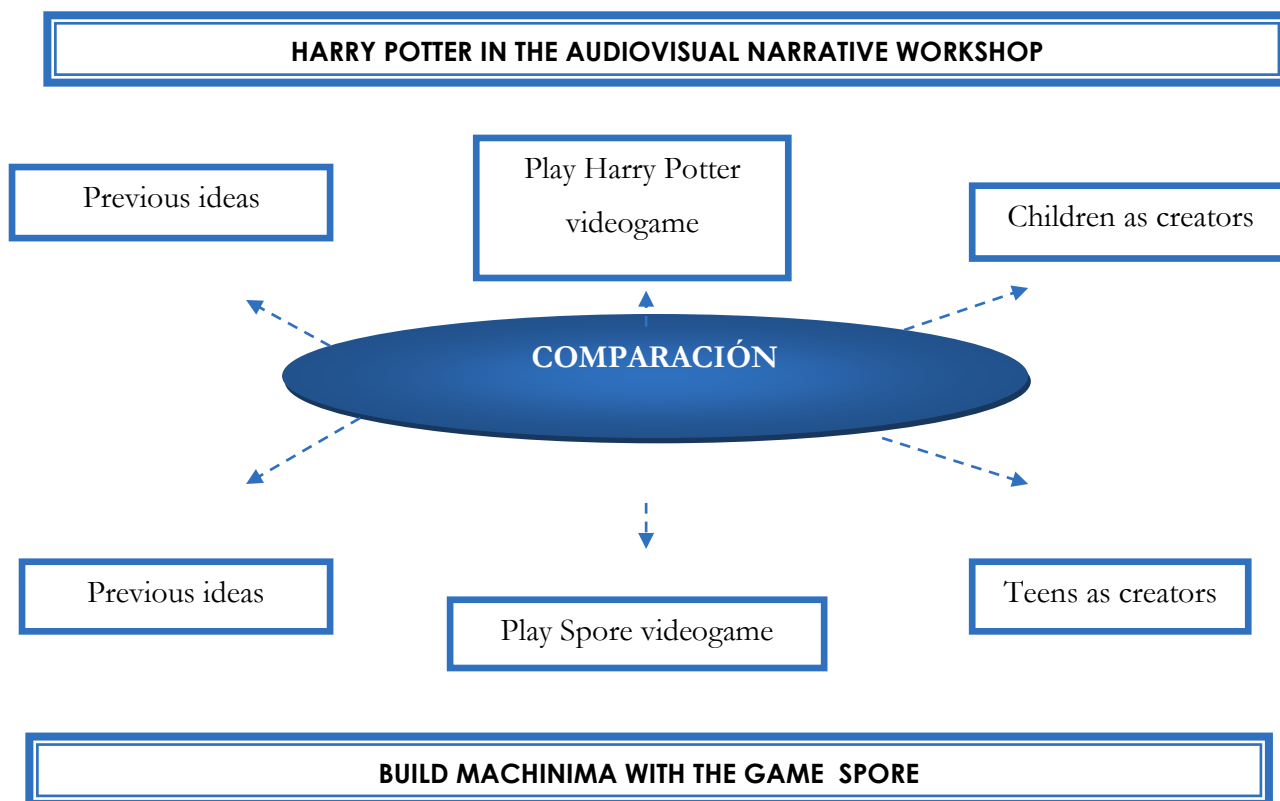 HARRY POTTER IN THE AUDIOVISUAL NARRATIVE WORKSHOP
Previous ideas
Play Harry Potter
videogame
Children as creators
COMPARACIÓN
Previous ideas
Play Spore videogame
Teens as creators
BUILD MACHINIMA WITH THE GAME  SPORE